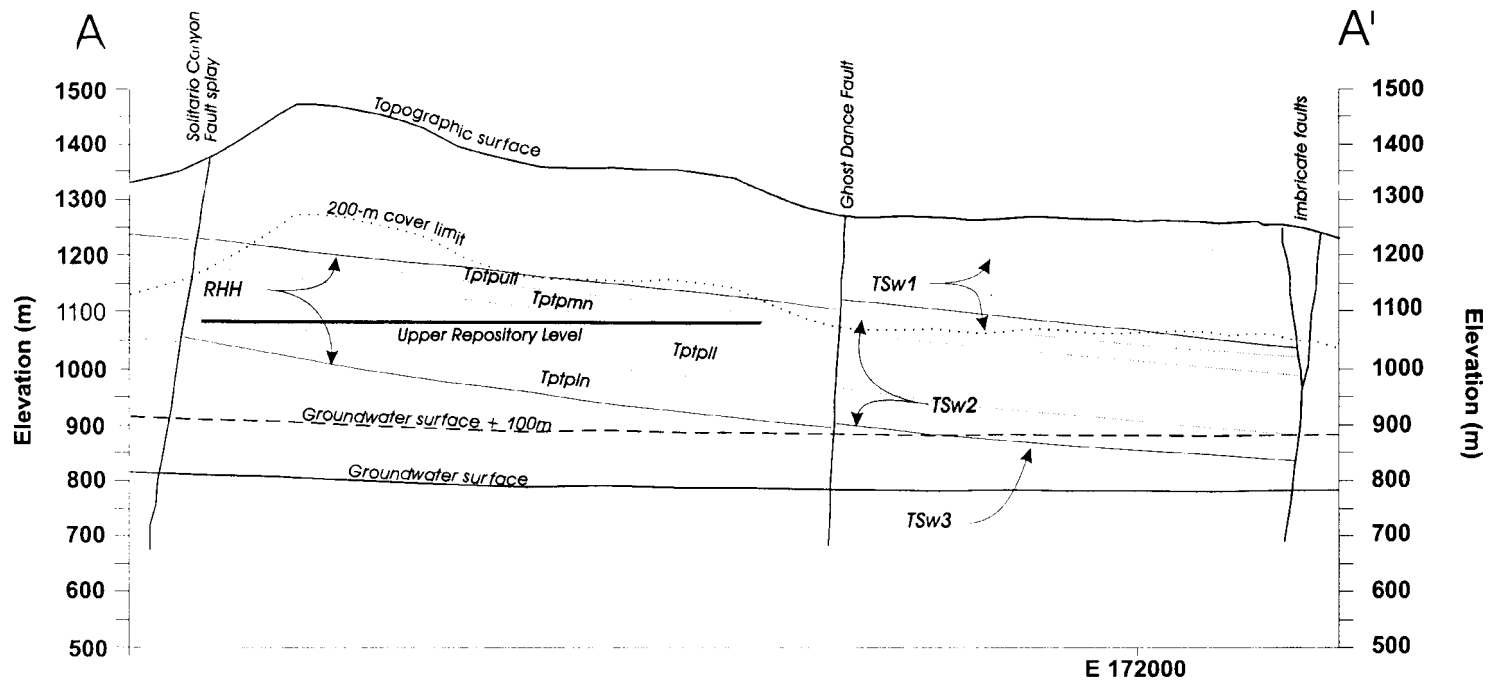 A
A'
Solitario Canyon
Fault splay
Ghost Dance Fault
Imbricate faults
Topographic surface
200-m cover limit
RHH
Tptpull
Tptpmn
Upper Repository Level
Tptpll
Tptpln
TSw1
TSw2
TSw3
Groundwater surface + 100m
Groundwater surface
Elevation (m)
1500
1400
1300
1200
1100
1000
900
800
700
600
500
1500
1400
1300
1200
1100
1000
900
800
700
600
500
Elevation (m)
E 172000